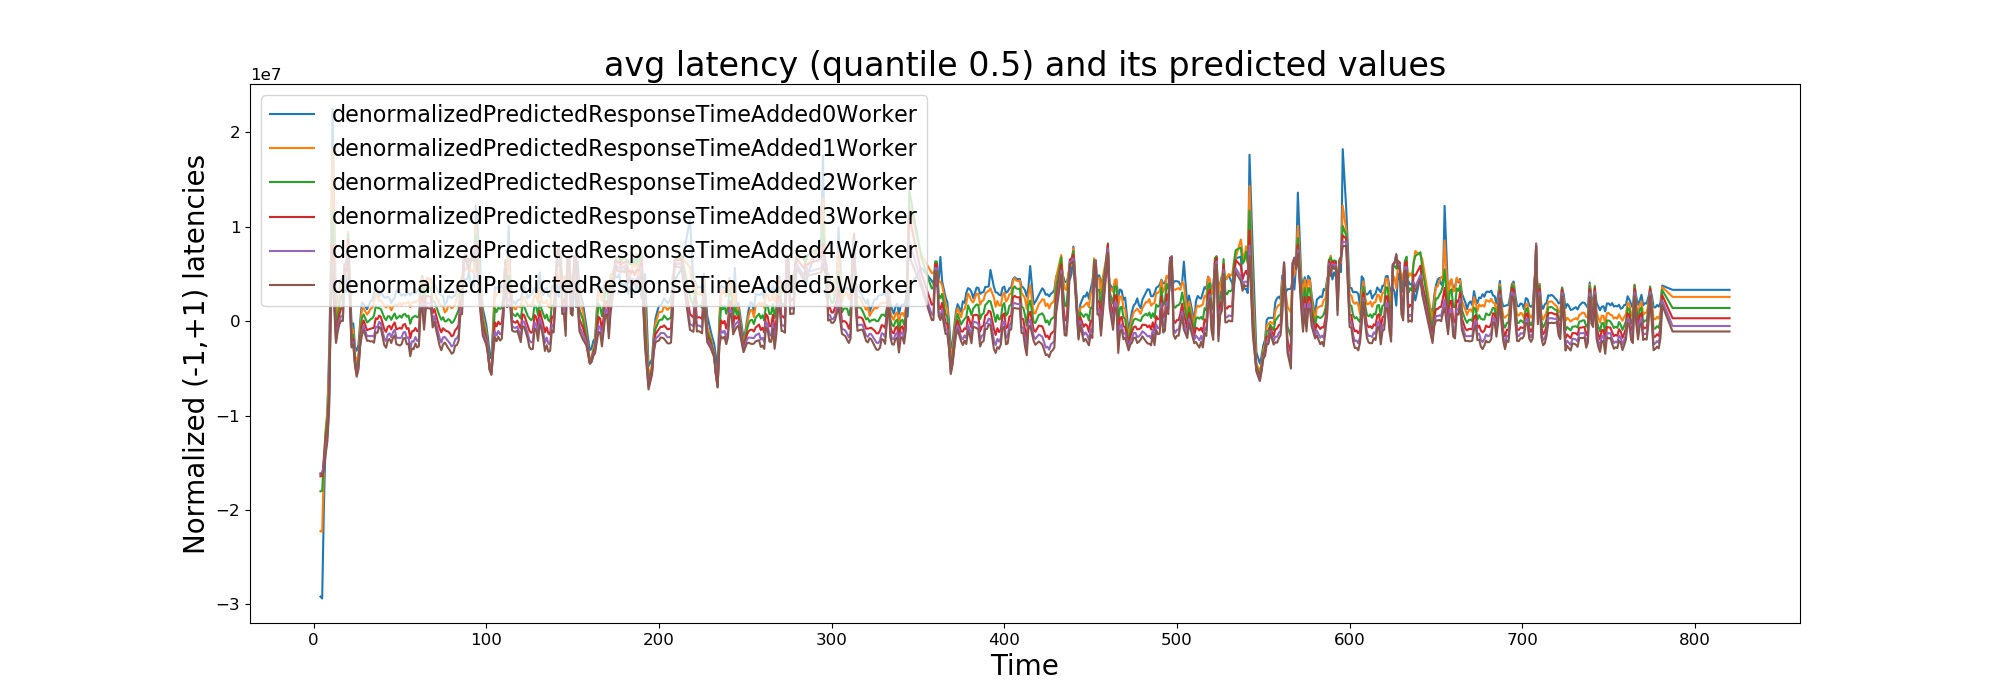 avg latency (quantile 0.5) and its predicted values
1e7
denormalizedPredictedResponseTimeAdded0Worker
denormalizedPredictedResponseTimeAdded1Worker
denormalizedPredictedResponseTimeAdded2Worker
denormalizedPredictedResponseTimeAdded3Worker
denormalizedPredictedResponseTimeAdded4Worker
denormalizedPredictedResponseTimeAdded5Worker
Normalized (-1,+1) latencies
2
1
0
−1
−2
−3
0 100 200 300 400 500 600 700 800
Time